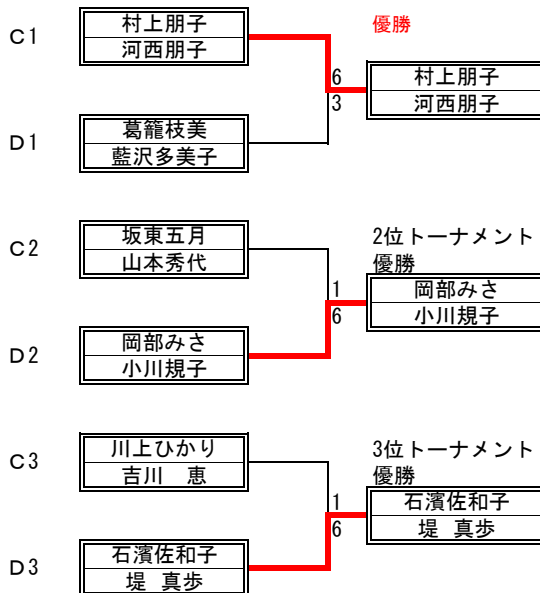 C1
村上朋子
河西朋子
優勝
6
3
村上朋子
河西朋子
D1
葛籠枝美
藍沢多美子
C2
坂東五月
山本秀代
2位トーナメント
優勝
1
6
岡部みさ
小川規子
D2
岡部みさ
小川規子
C3
川上ひかり
吉川　恵
3位トーナメント
優勝
1
6
石濱佐和子
堤 真歩
D3
石濱佐和子
堤 真歩